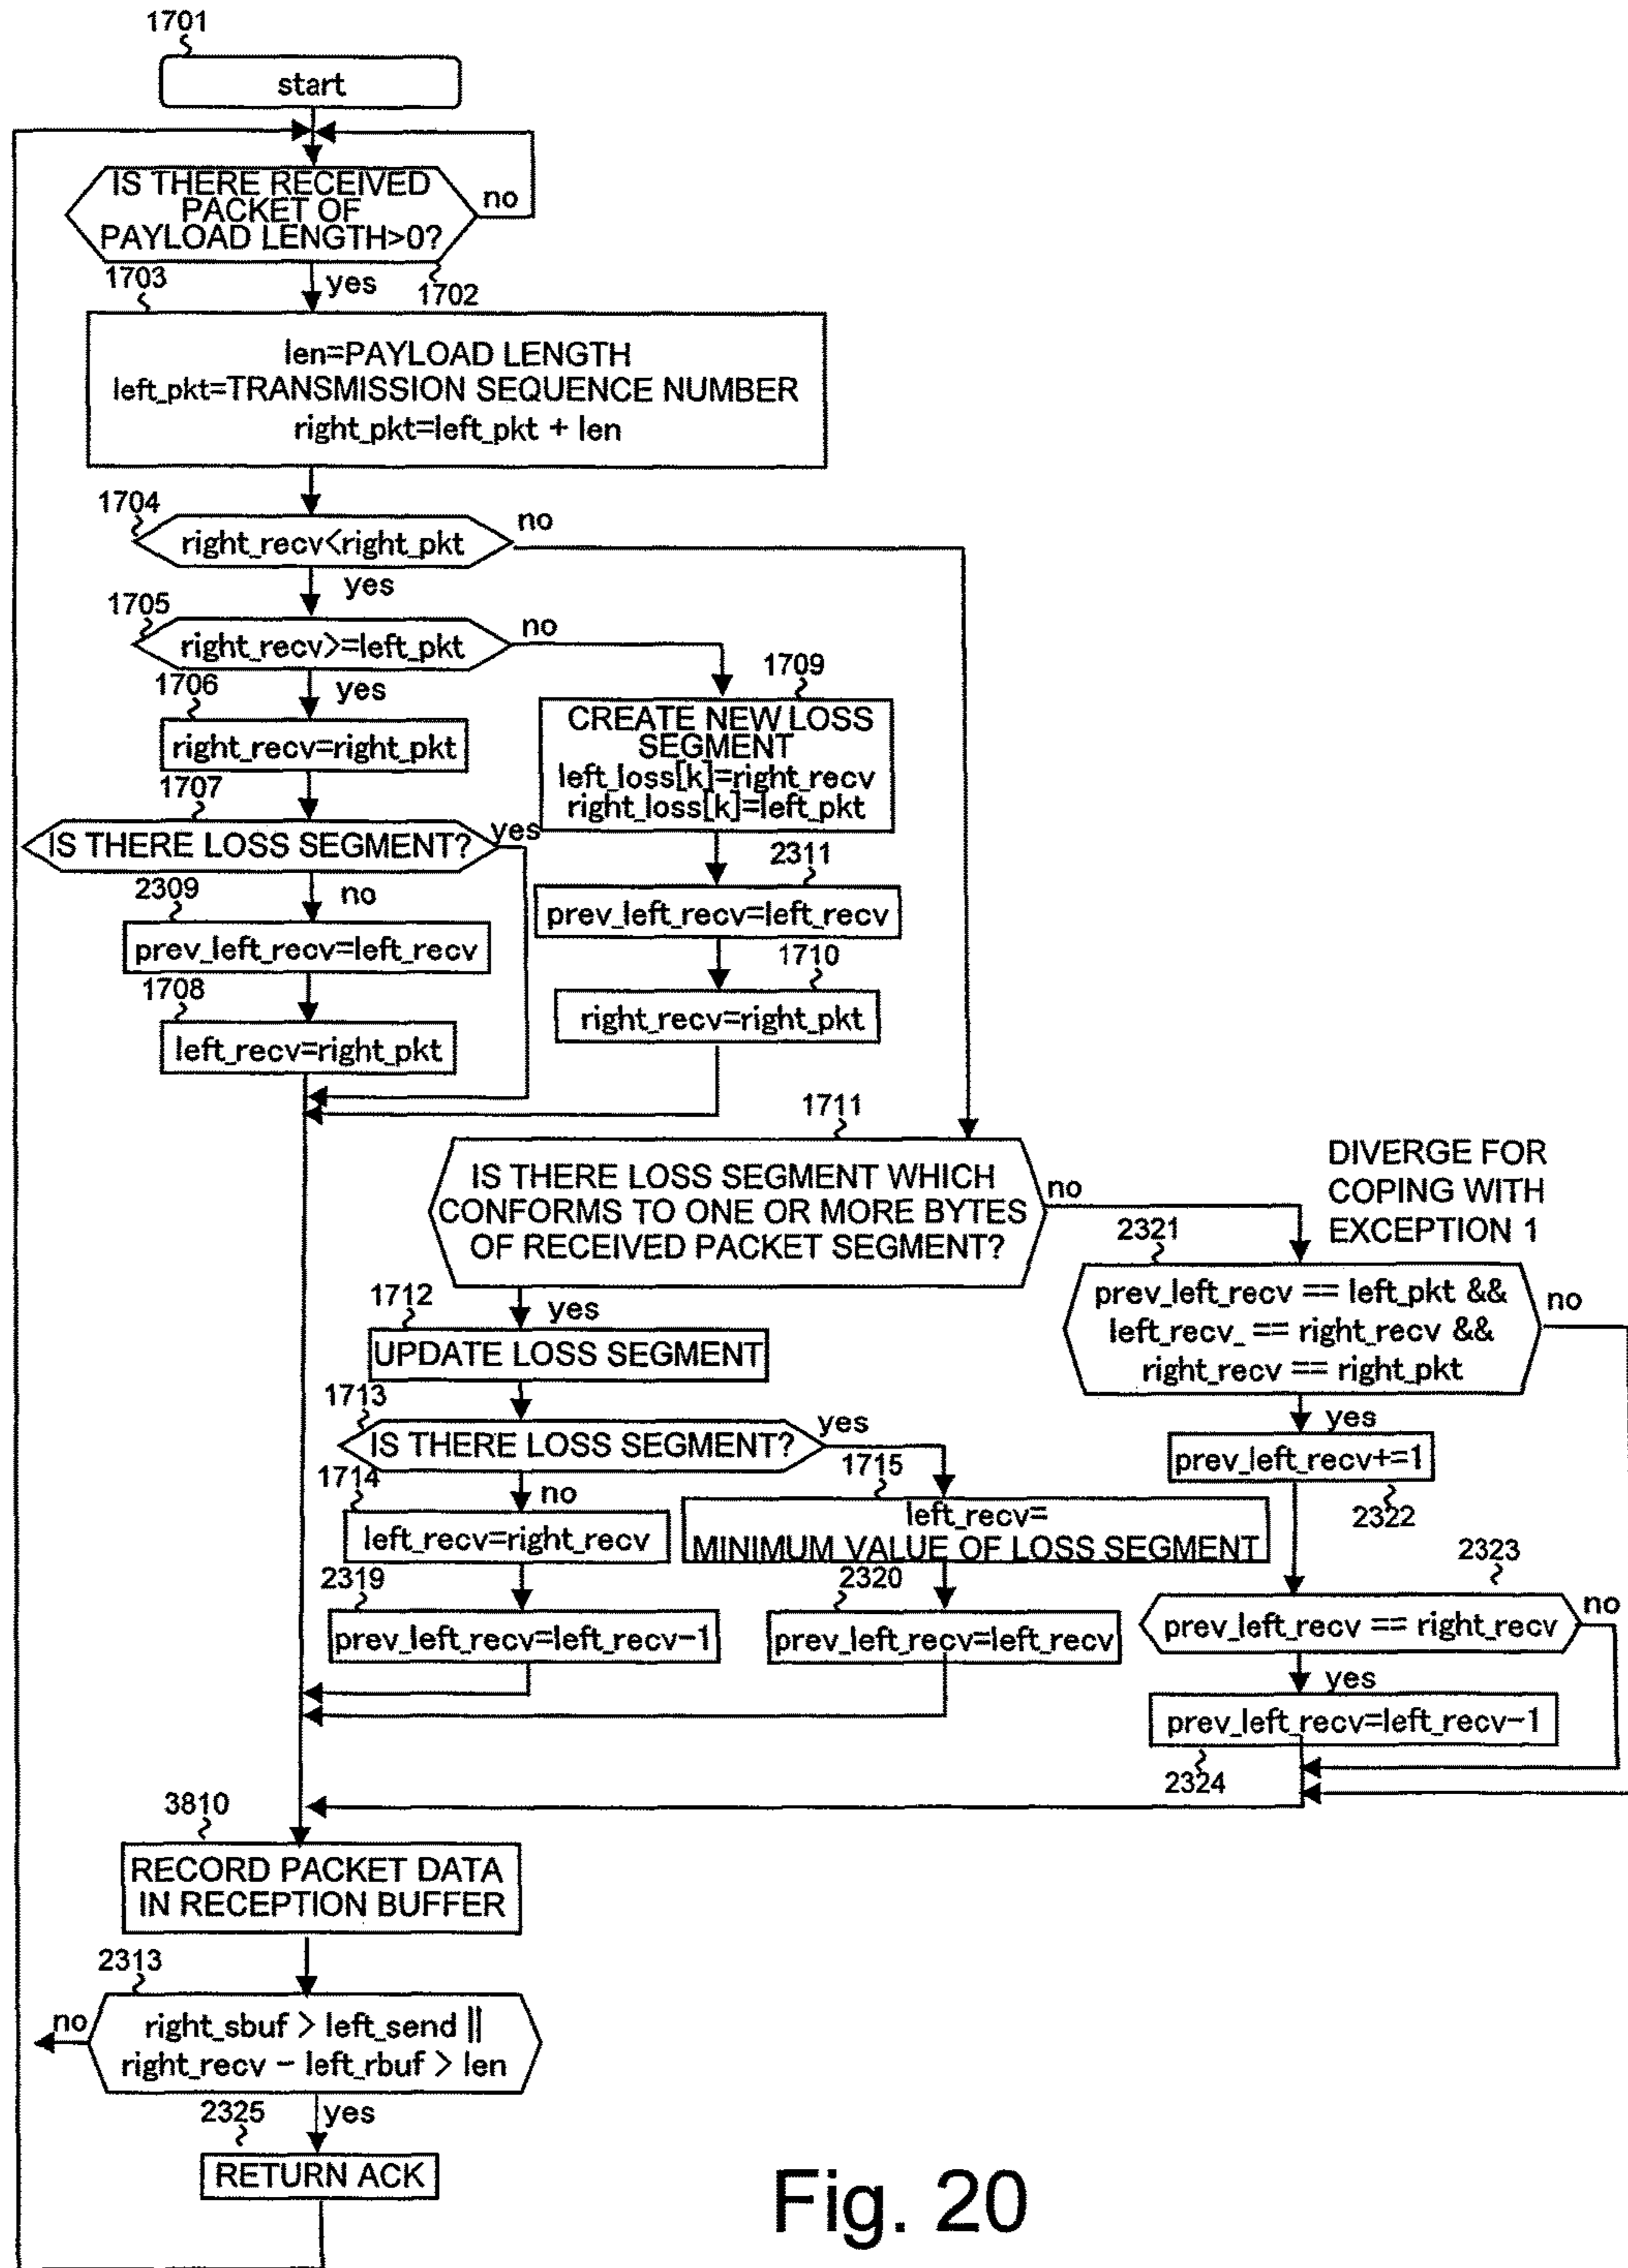 1701
start
IS THERE RECEIVED
PACKET OF
PAYLOAD LENGTH>0?
no
yes
1702
1703
len=PAYLOAD LENGTH
left_pkt=TRANSMISSION SEQUENCE NUMBER
right_pkt=left_pkt + len
1704
right_recv<right_pkt
no
yes
1705
right_recv>=left_pkt
no
yes
1706
right_recv=right_pkt
1707
IS THERE LOSS SEGMENT?
yes
no
2309
prev_left_recv=left_recv
1708
left_recv=right_pkt
1709
CREATE NEW LOSS
SEGMENT
left_loss[k]=right_recv
right_loss[k]=left_pkt
2311
prev_left_recv=left_recv
1710
right_recv=right_pkt
1711
IS THERE LOSS SEGMENT WHICH
CONFORMS TO ONE OR MORE BYTES
OF RECEIVED PACKET SEGMENT?
no
yes
DIVERGE FOR
COPING WITH
EXCEPTION 1
1712
UPDATE LOSS SEGMENT
1713
IS THERE LOSS SEGMENT?
yes
no
1714
left_recv=right_recv
2319
prev_left_recv=left_recv-1
1715
left_recv=
MINIMUM VALUE OF LOSS SEGMENT
2320
prev_left_recv=left_recv
2321
prev_left_recv == left_pkt &&
left_recv_ == right_recv &&
right_recv == right_pkt
no
yes
prev_left_recv+=1
2322
2323
prev_left_recv == right_recv
no
yes
prev_left_recv=left_recv-1
2324
3810
RECORD PACKET DATA
IN RECEPTION BUFFER
2313
right_sbuf > left_send ||
right_recv - left_rbuf > len
no
yes
2325
RETURN ACK
Fig. 20